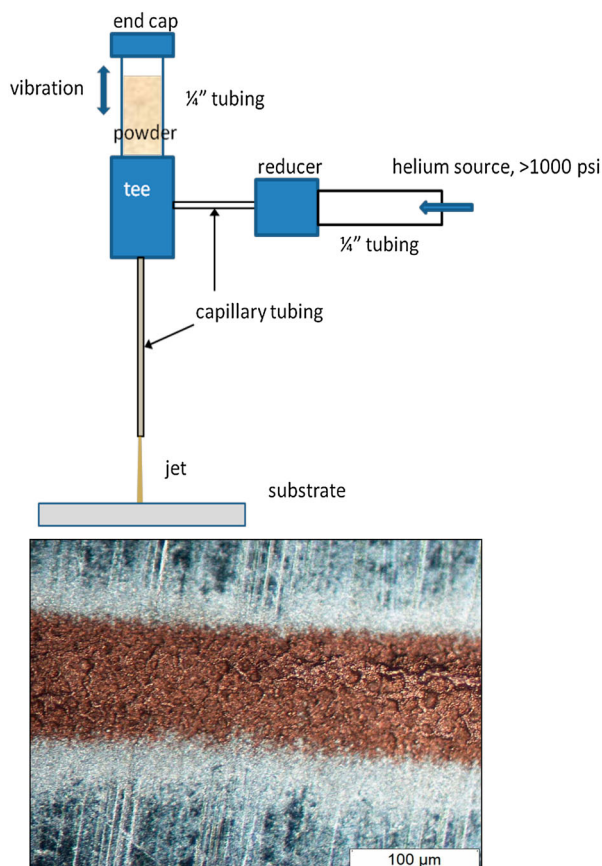 end cap
vibration
¼” tubing
powder
tee
reducer
helium source, >1000 psi
¼” tubing
capillary tubing
jet
substrate
100 µm